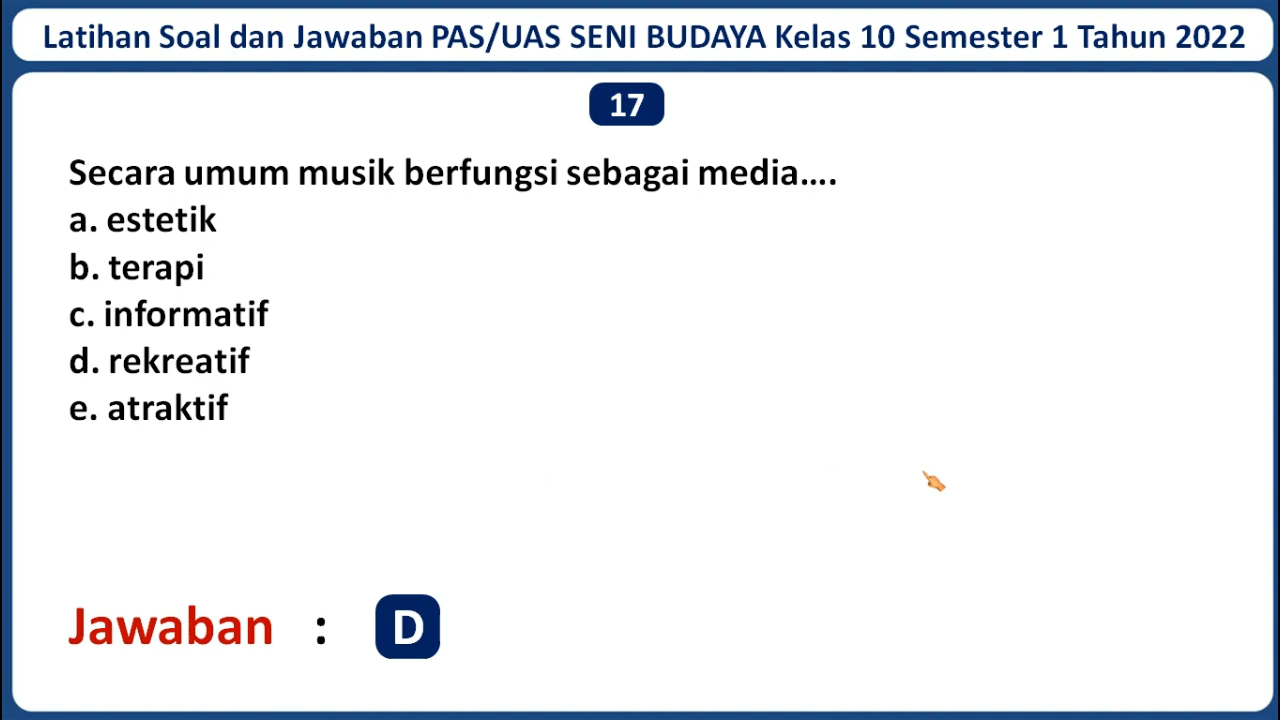 Latihan Soal dan Jawaban PAS/UAS SENI BUDAYA Kelas 10 Semester 1 Tahun 2022
17
Secara umum musik berfungsi sebagai media....
a. estetik
b. terapi
c. informatif
d. rekreatif
e. atraktif
Jawaban : D